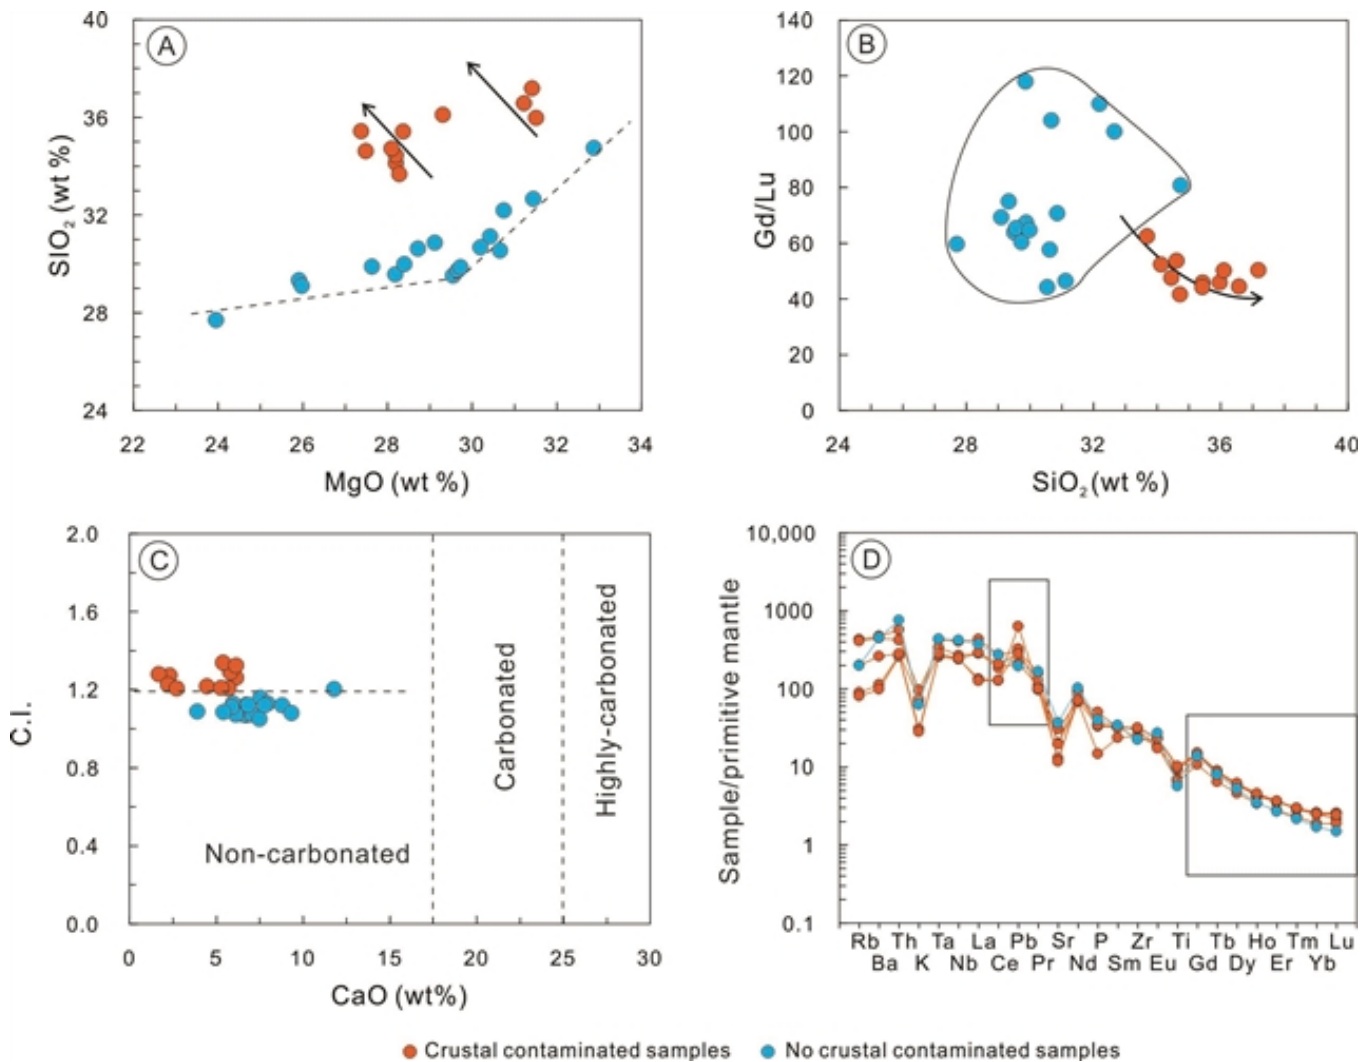 A
40
36
32
28
24
SIO₂ (wt %)
22 24 26 28 30 32 34
MgO (wt %)
B
140
120
100
80
60
40
20
0
Gd/Lu
24 28 32 36 40
SiO₂ (wt %)
C
2.0
1.6
1.2
0.8
0.4
0.0
C.I.
Non-carbonated
Carbonated
Highly-carbonated
0 5 10 15 20 25 30
CaO (wt%)
D
10,000
1000
100
10
1
0.1
Sample/primitive mantle
Rb Th Ta La Pb Sr P Zr Ti Tb Ho Tm Lu
Ba K Nb Ce Pr Nd Sm Eu Gd Dy Er Yb
Crustal contaminated samples
No crustal contaminated samples